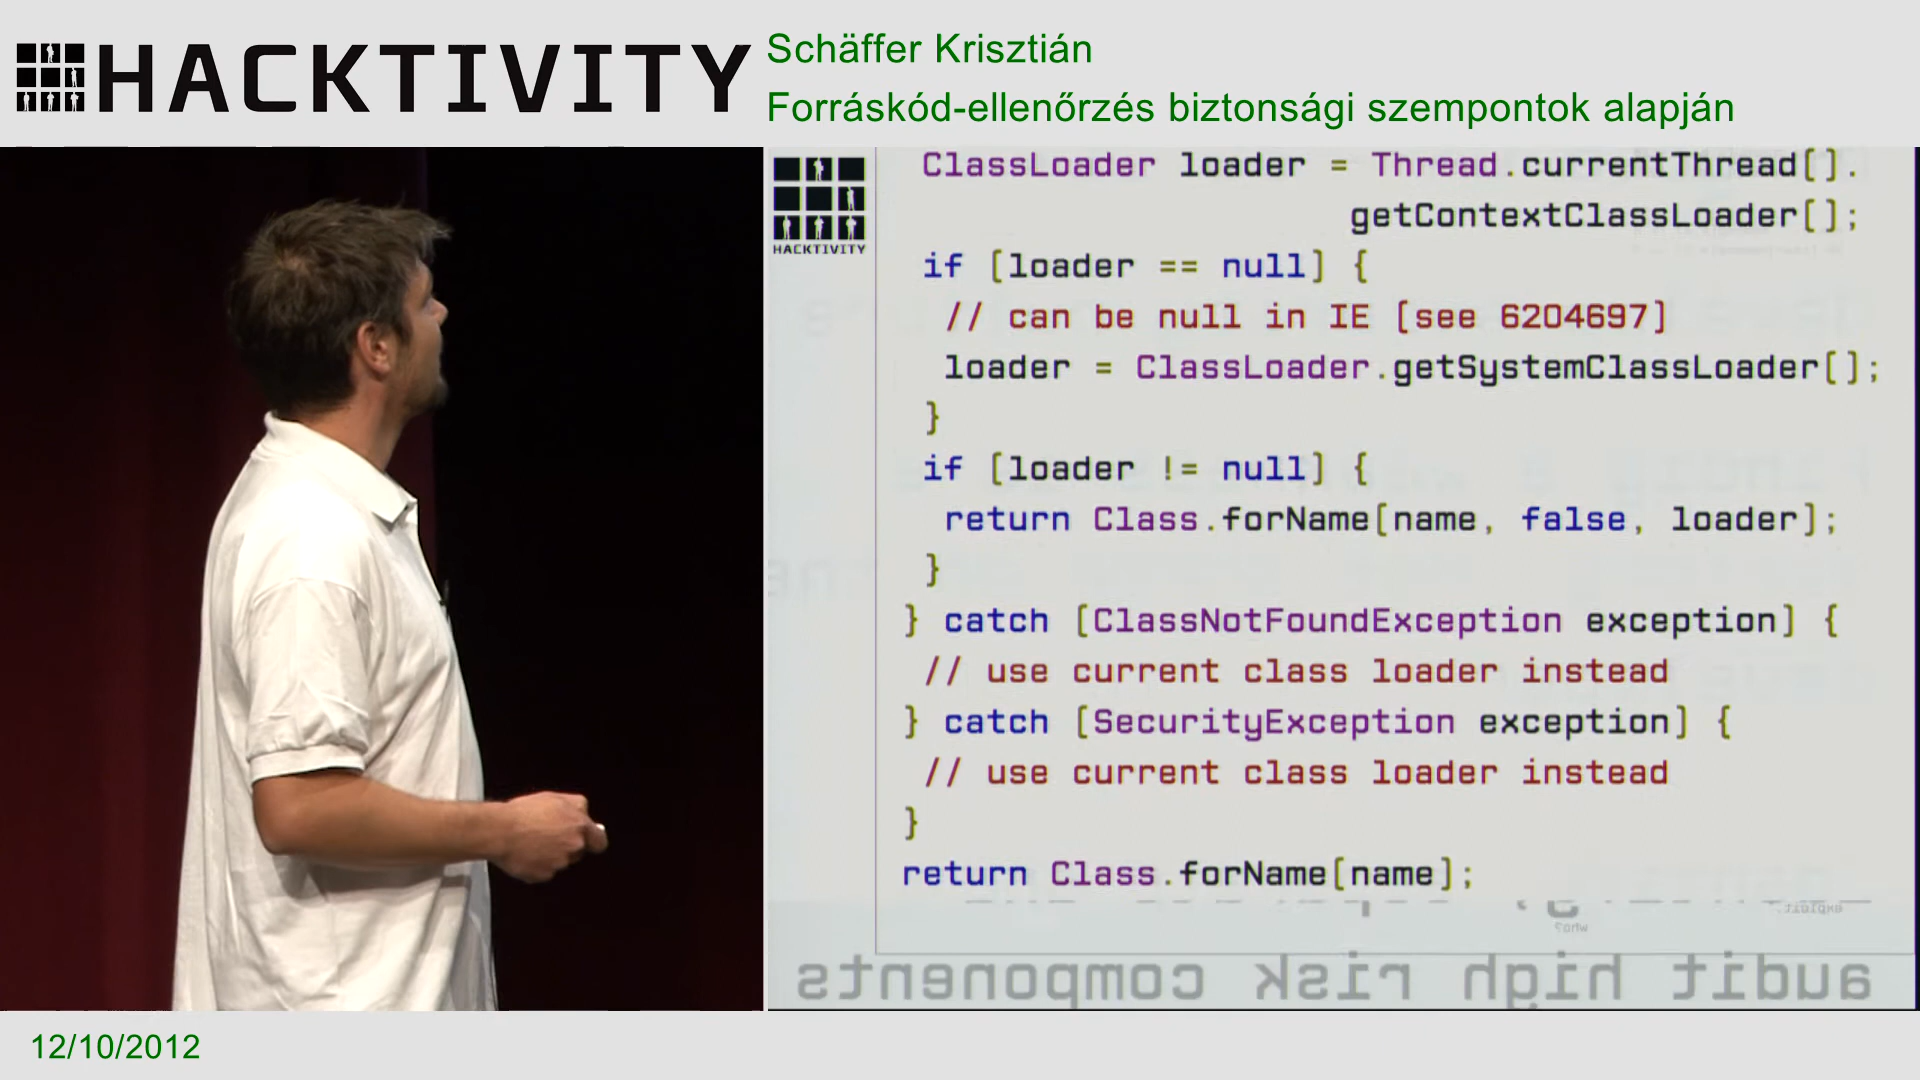 HACKTIVITY
Schäffer Krisztián
Forráskód-ellenőrzés biztonsági szempontok alapján
HACKTIVITY
ClassLoader loader = Thread.currentThread[].
getContextClassLoader[];
if [loader == null] {
// can be null in IE [see 6204697]
loader = ClassLoader.getSystemClassLoader[];
}
if [loader != null] {
return Class.forName[name, false, loader];
}
} catch [ClassNotFoundException exception] {
// use current class loader instead
} catch [SecurityException exception] {
// use current class loader instead
}
return Class.forName[name];
exploit.
who?
audit high risk components
12/10/2012